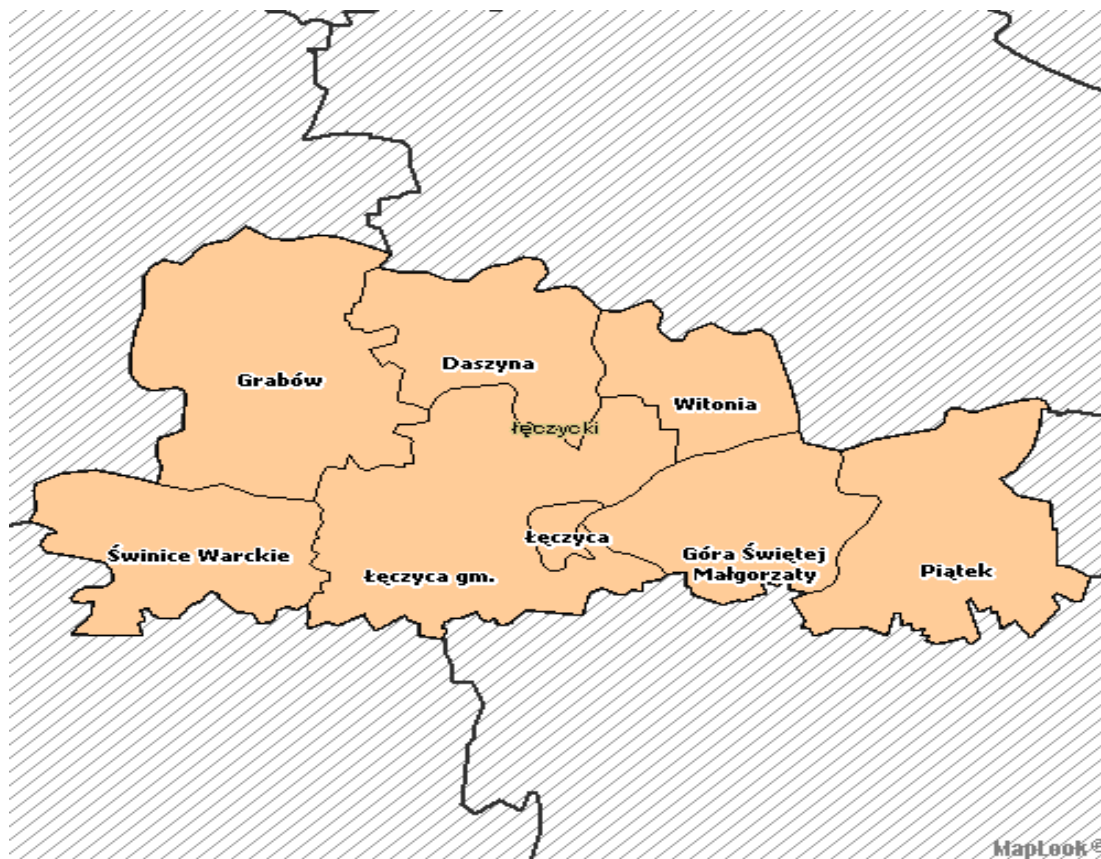 Daszyna
Grabów
Witonia
łęczycki
Łęczyca
Świnice Warckie
Góra Świętej
Małgorzaty
Łęczyca gm.
Piątek
MapLook ©